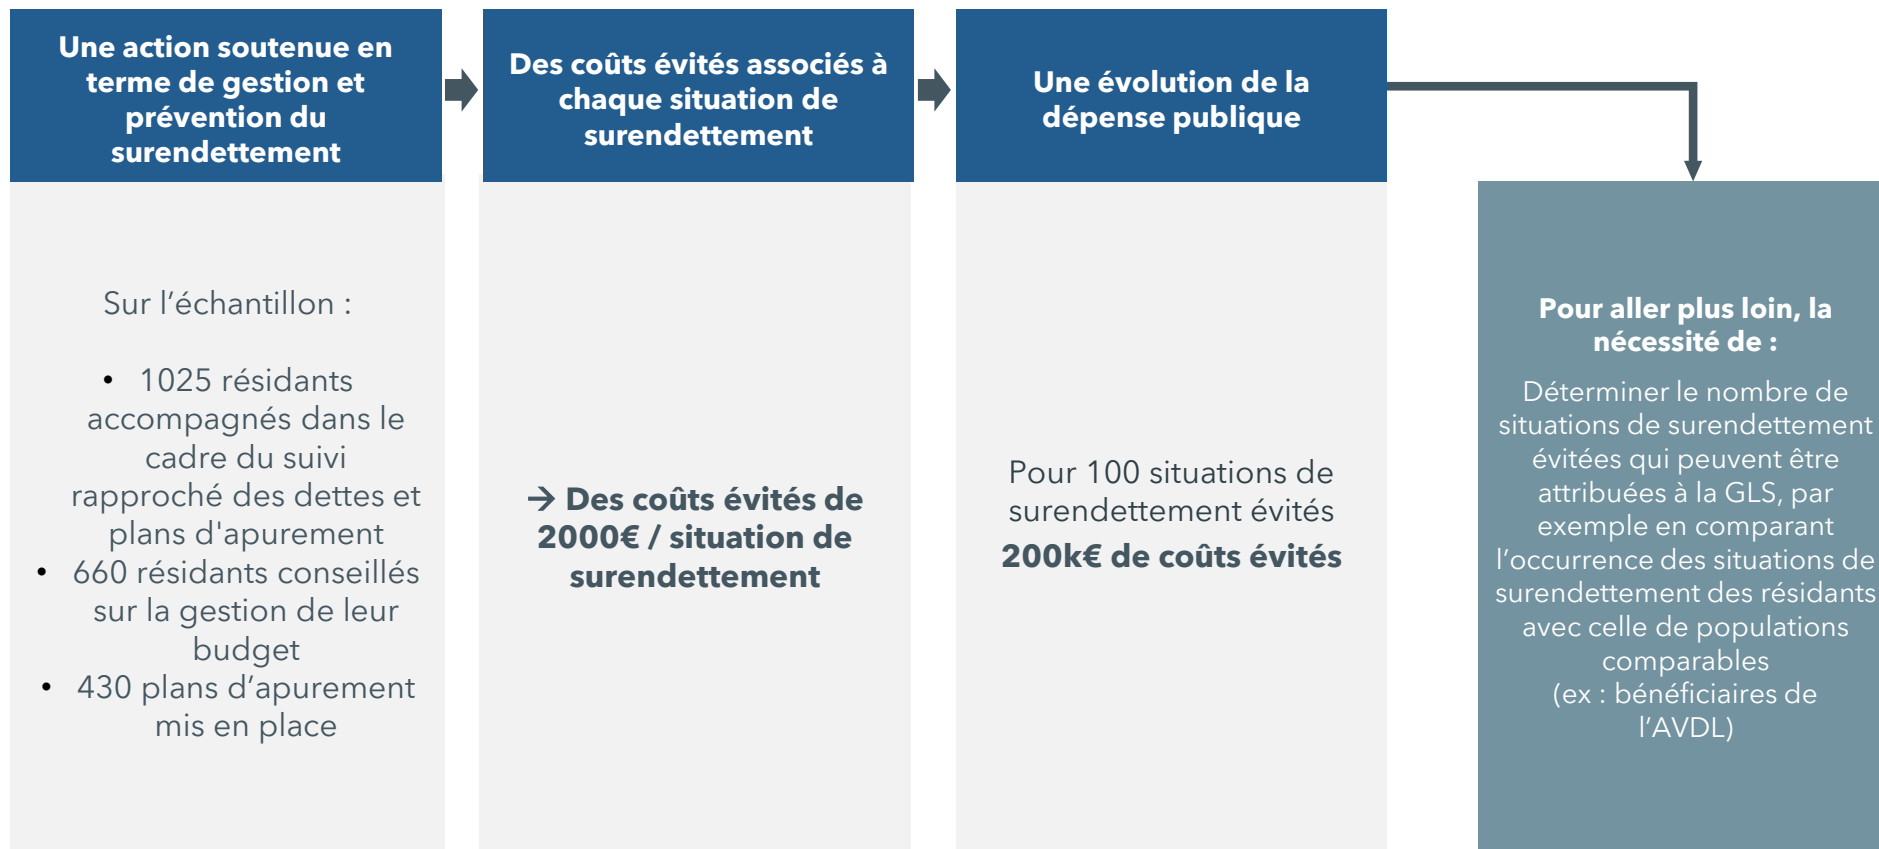 Une action soutenue en
terme de gestion et
prévention du
surendettement
Des coûts évités associés à
chaque situation de
surendettement
Une évolution de la
dépense publique
Sur l’échantillon :
• 1025 résidants
accompagnés dans le
cadre du suivi
rapproché des dettes et
plans d'apurement
• 660 résidants conseillés
sur la gestion de leur
budget
• 430 plans d’apurement
mis en place
→ Des coûts évités de
2000€ / situation de
surendettement
Pour 100 situations de
surendettement évités
200k€ de coûts évités
Pour aller plus loin, la
nécessité de :
Déterminer le nombre de
situations de surendettement
évitées qui peuvent être
attribuées à la GLS, par
exemple en comparant
l’occurrence des situations de
surendettement des résidants
avec celle de populations
comparables
(ex : bénéficiaires de
l’AVDL)